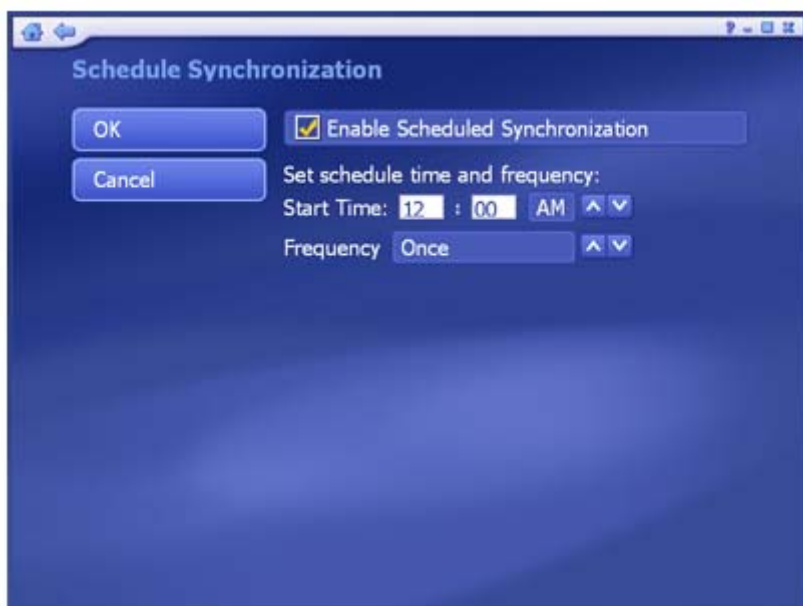 Schedule Synchronization
OK
Enable Scheduled Synchronization
Cancel
Set schedule time and frequency:
Start Time: 12 : 00 AM
Frequency Once